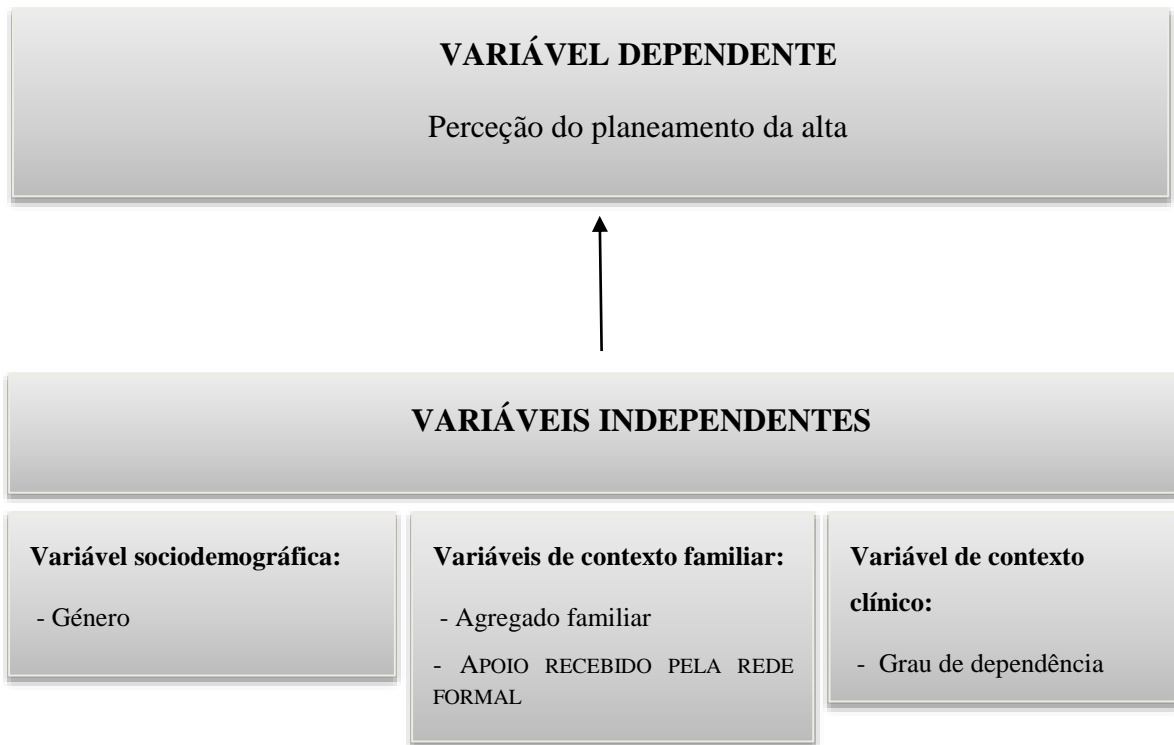 VARIÁVEL DEPENDENTE
Perceção do planeamento da alta
VARIÁVEIS INDEPENDENTES
Variável sociodemográfica:
- Género
Variáveis de contexto familiar:
- Agregado familiar
- APOIO RECEBIDO PELA REDE
FORMAL
Variável de contexto
clínico:
- Grau de dependência